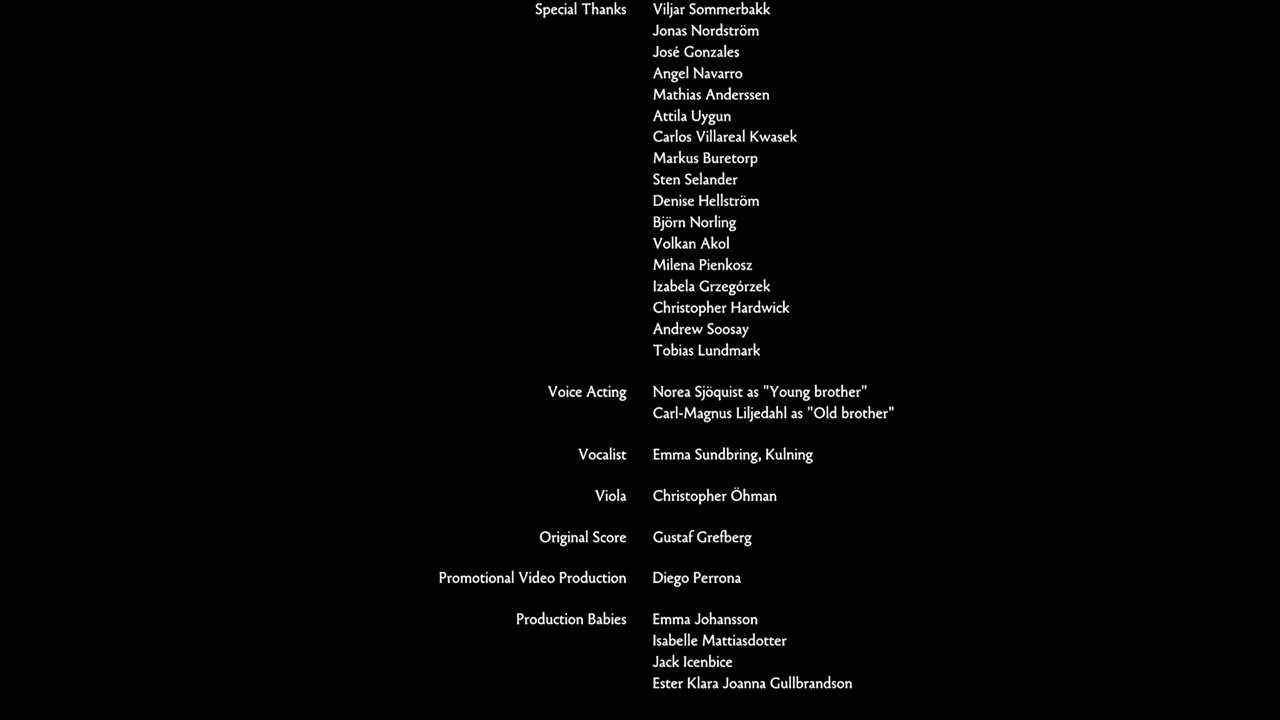 Special Thanks Viljar Sommerbakk
Jonas Nordström
José Gonzales
Angel Navarro
Mathias Anderssen
Attila Uygun
Carlos Villareal Kwasek
Markus Buretorp
Sten Selander
Denise Hellström
Björn Norling
Volkan Akol
Milena Pienkosz
Izabela Grzegórzek
Christopher Hardwick
Andrew Soosay
Tobias Lundmark
Voice Acting Norea Sjöquist as "Young brother"
Carl-Magnus Liljedahl as "Old brother"
Vocalist Emma Sundbring, Kulning
Viola Christopher Öhman
Original Score Gustaf Grefberg
Promotional Video Production Diego Perrona
Production Babies Emma Johansson
Isabelle Mattiasdotter
Jack Icenbice
Ester Klara Joanna Gullbrandson